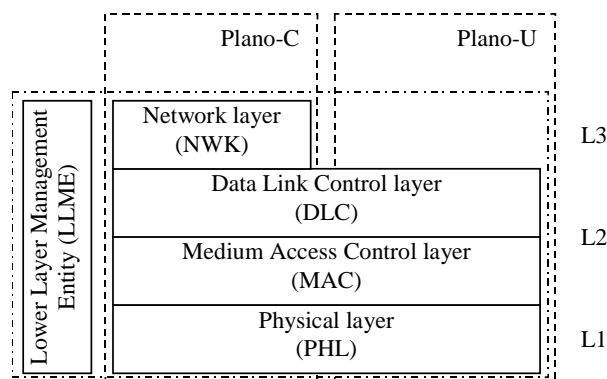 Plano-C
Plano-U
Network layer
(NWK)
L3
Data Link Control layer
(DLC)
L2
Medium Access Control layer
(MAC)
Physical layer
(PHL)
L1
Lower Layer Management
Entity (LLME)